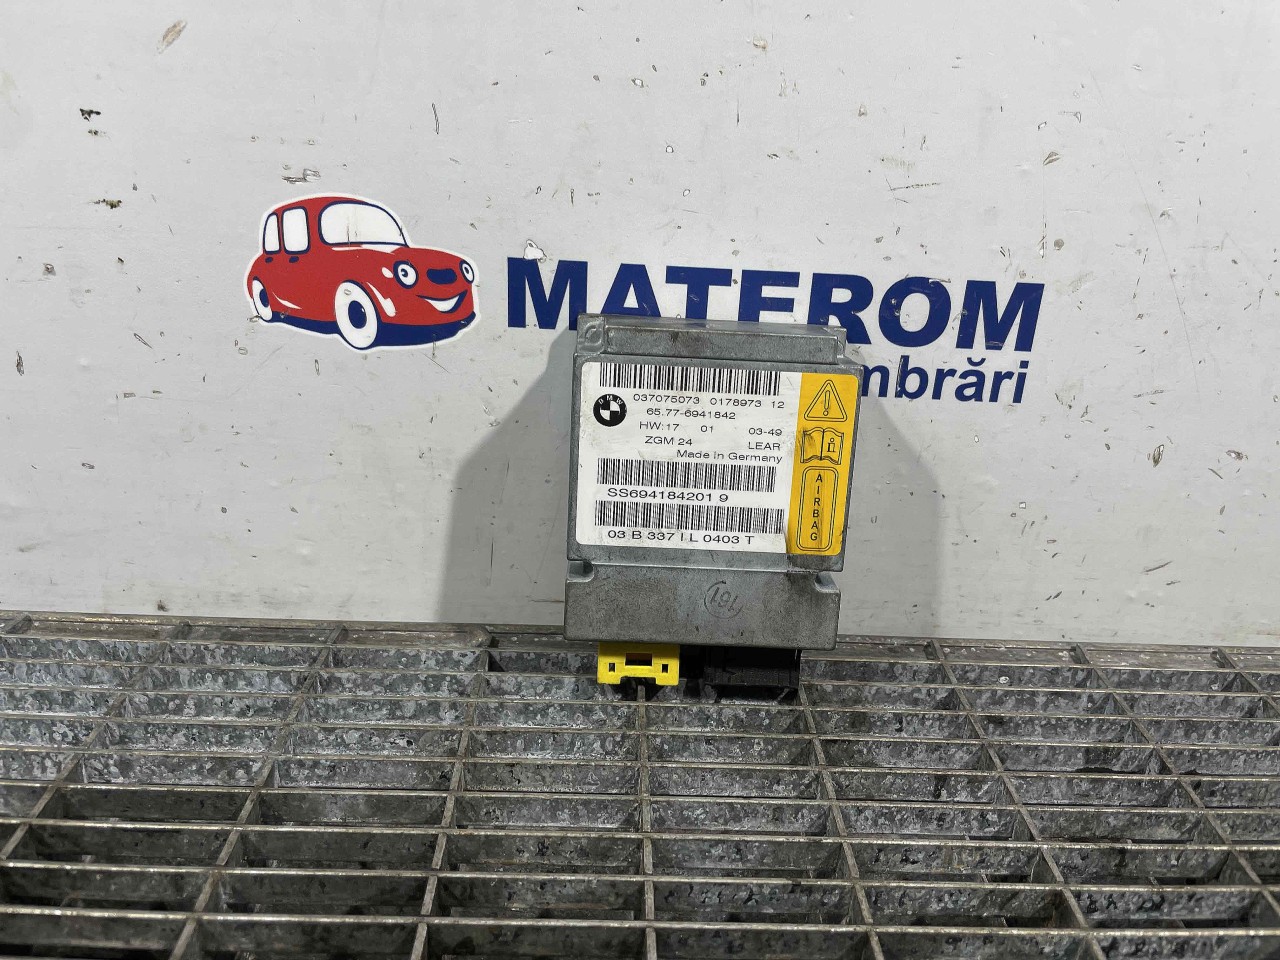 MATEROM
mbrări
037075073 0178973 12
BMW
65.77-6941842
HW:17 01 03-49
ZGM 24 LEAR
Made in Germany
SS694184201 9
03 B 337 I L 0403 T
AIRBAG
i